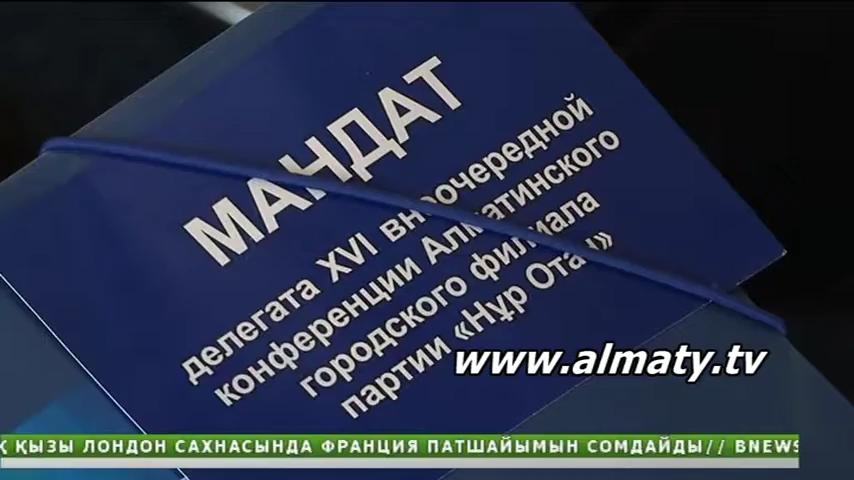 МАНДАТ
делегата XVI внеочередной
конференции Алматинского
городского филиала
партии «Нұр Отан»
www.almaty.tv
ҚЫЗЫ ЛОНДОН САХНАСЫНДА ФРАНЦИЯ ПАТШАЙЫМЫН СОМДАЙДЫ// BNEWS